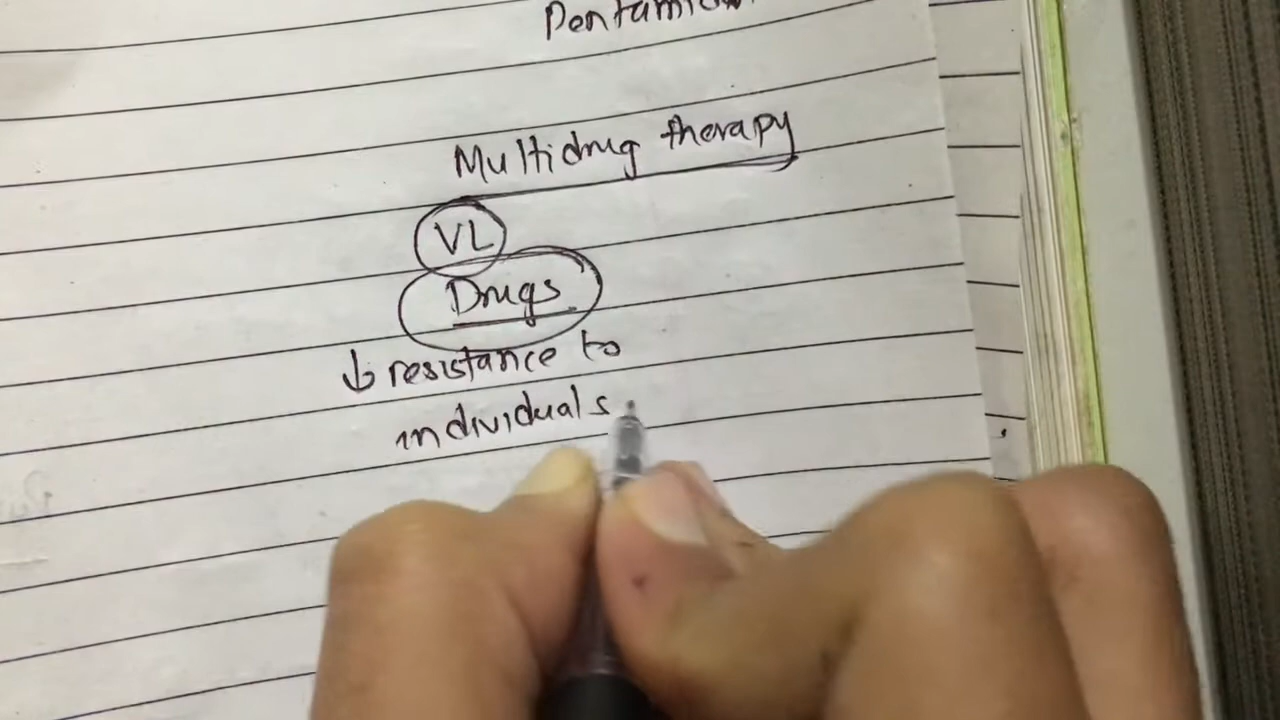 Multidrug therapy
VL
Drugs
↓ resistance to
individuals